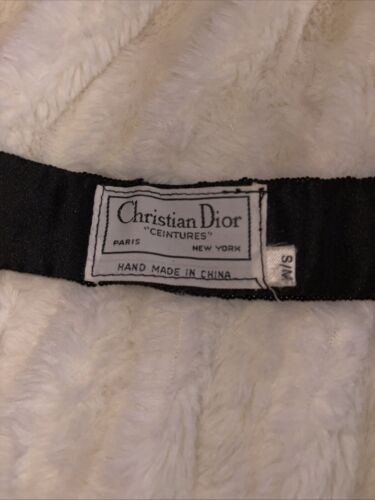 Christian Dior
"CEINTURES"
PARIS NEW YORK
HAND MADE IN CHINA
S/M